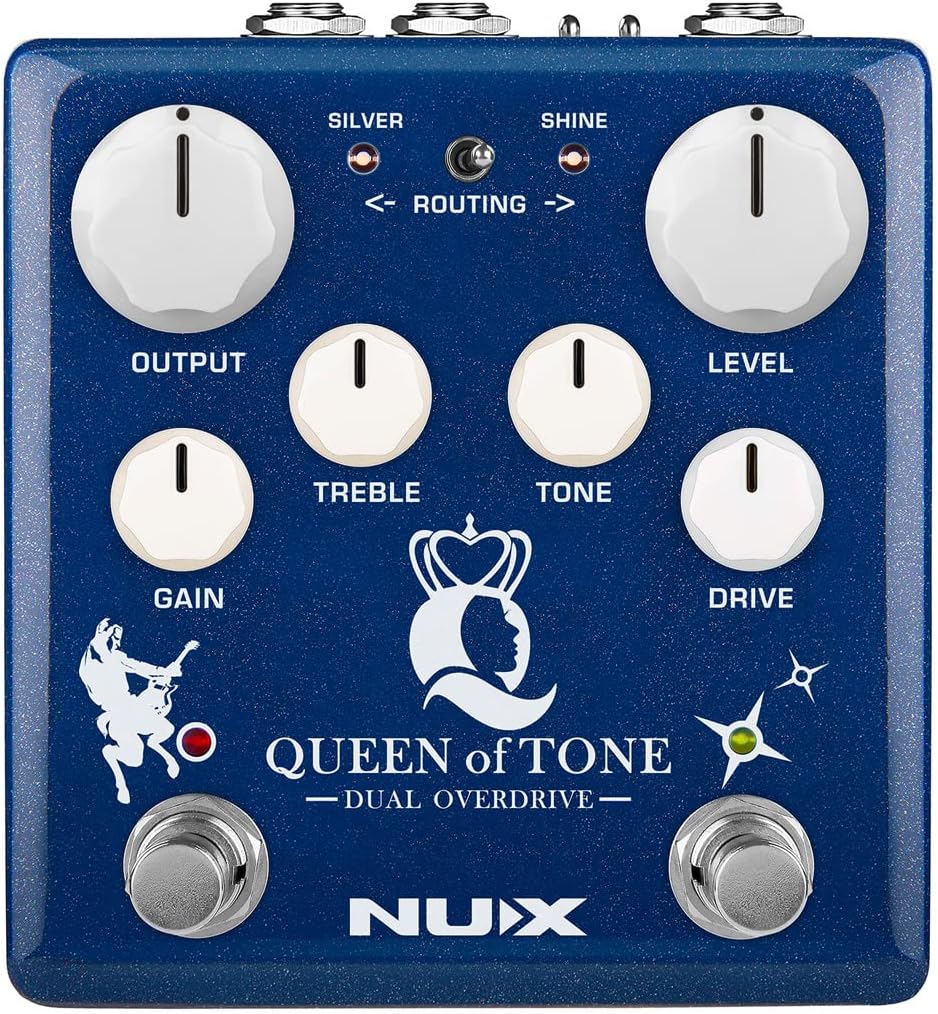 SILVER
SHINE
<- ROUTING ->
OUTPUT
LEVEL
TREBLE
TONE
GAIN
DRIVE
QUEEN of TONE
DUAL OVERDRIVE
NUX